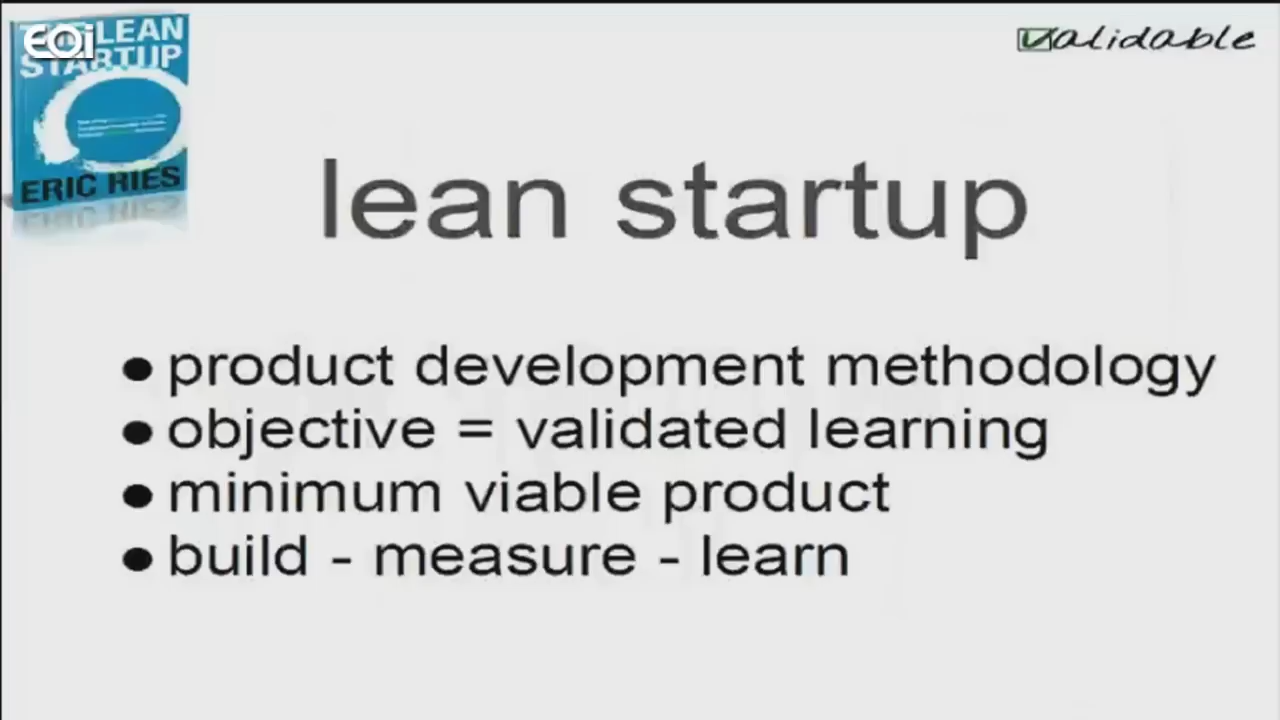 THE LEAN
STARTUP
EOi
ERIC RIES
validable
lean startup
● product development methodology
● objective = validated learning
● minimum viable product
● build - measure - learn